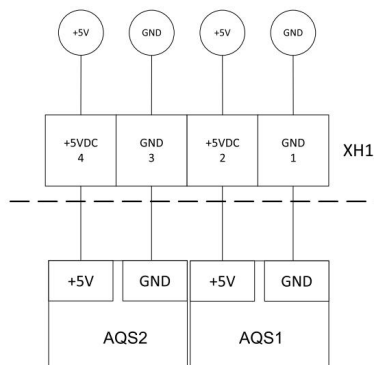 +5V GND +5V GND
+5VDC GND +5VDC GND
4 3 2 1
XH1
+5V GND +5V GND
AQS2 AQS1